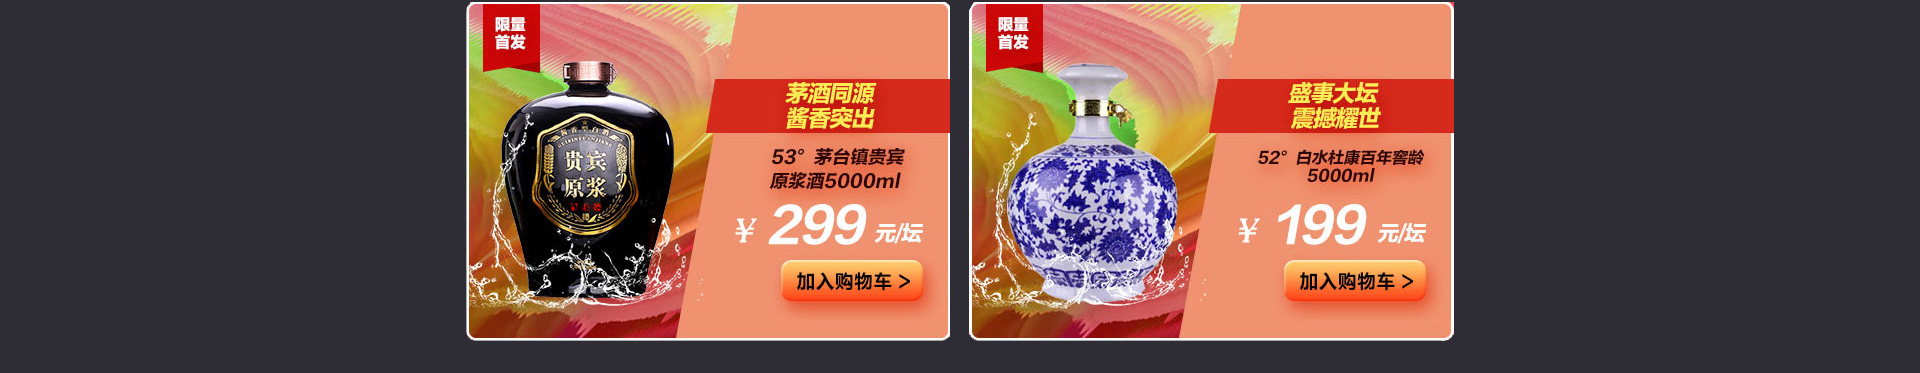 限量
首发
茅酒同源
酱香突出
贵宾
原浆
53°茅台镇贵宾
原浆酒5000ml
¥ 299 元/坛
加入购物车 >
限量
首发
盛事大坛
震撼耀世
52°白水杜康百年窖龄
5000ml
¥ 199 元/坛
加入购物车 >